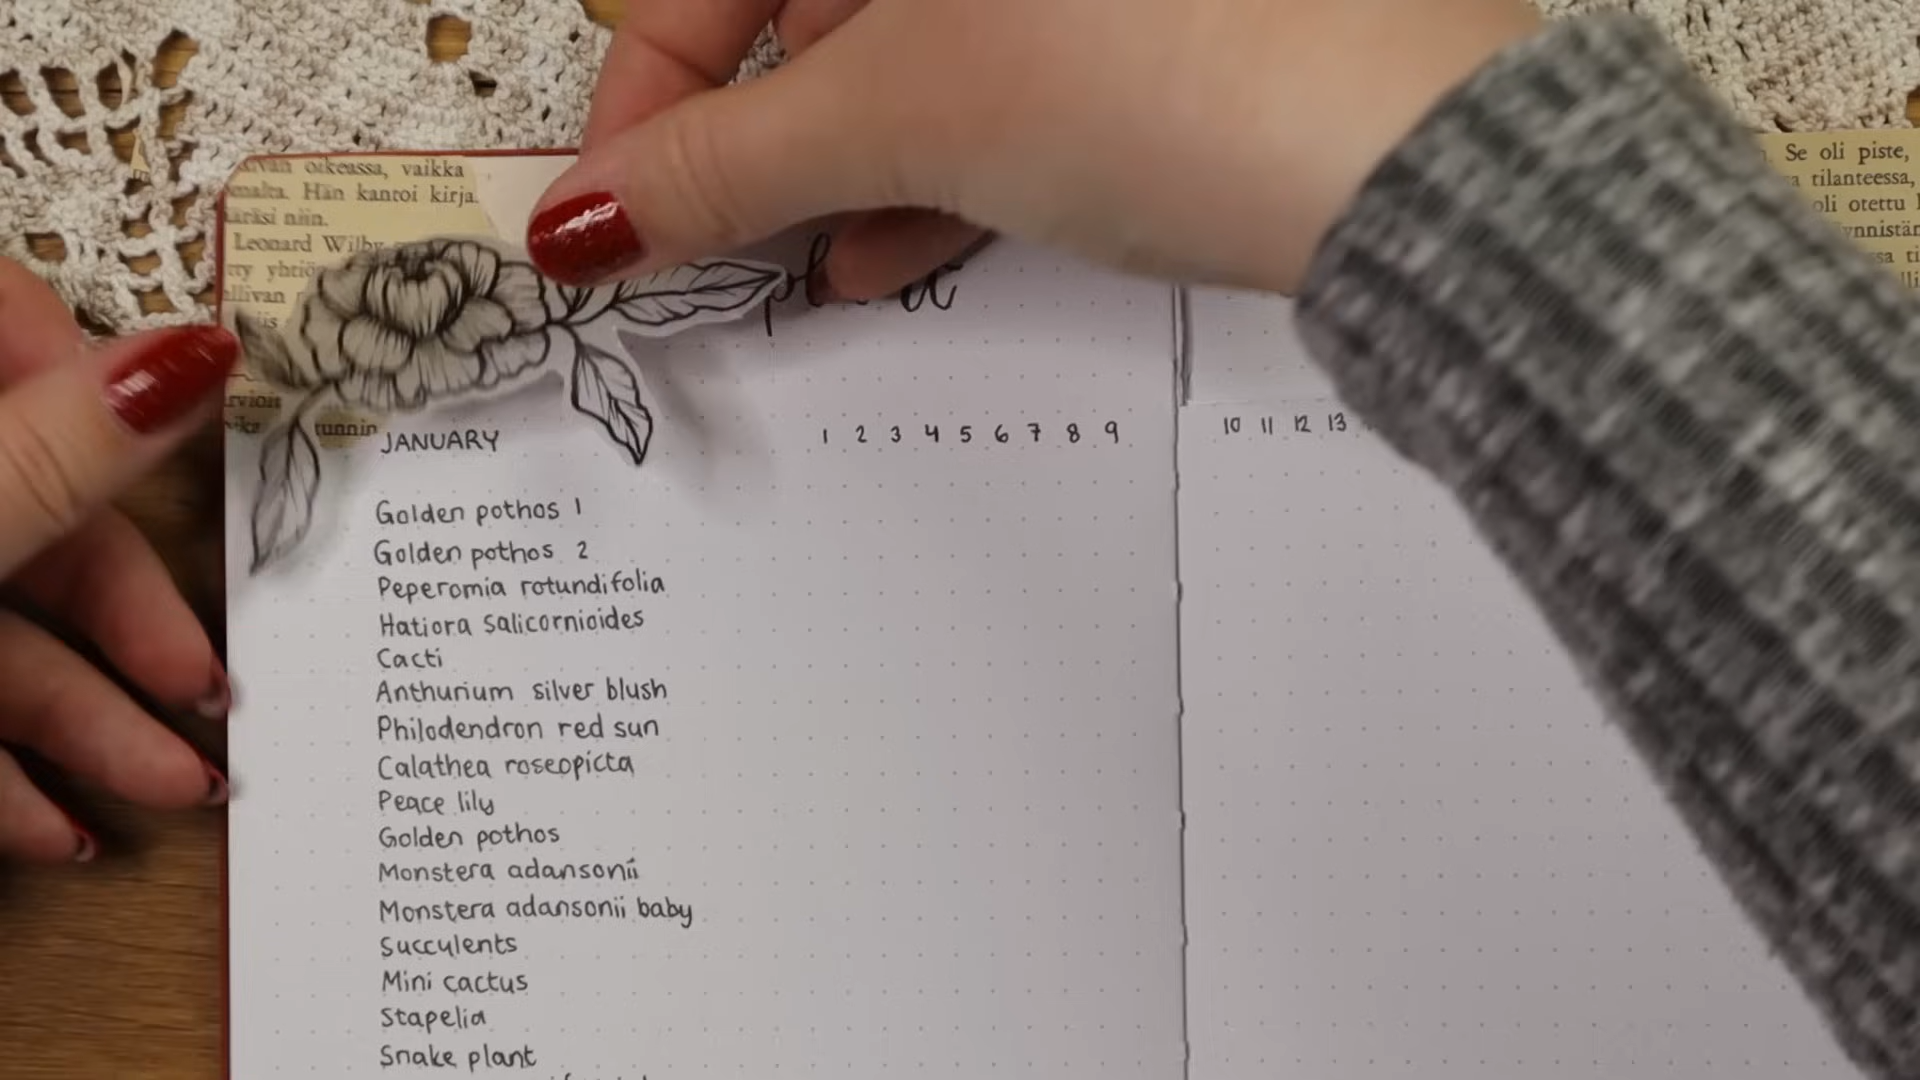 oikeassa, vaikka
Hän kantoi kirja
niin.
Leonard Wilby
yhtiö
Se oli piste,
tilanteessa,
oli otettu
JANUARY 1 2 3 4 5 6 7 8 9 10 11 12 13
Golden pothos 1
Golden pothos 2
Peperomia rotundifolia
Hatiora salicornioides
Cacti
Anthurium silver blush
Philodendron red sun
Calathea roseopicta
Peace lily
Golden pothos
Monstera adansonii
Monstera adansonii baby
Succulents
Mini cactus
Stapelia
Snake plant